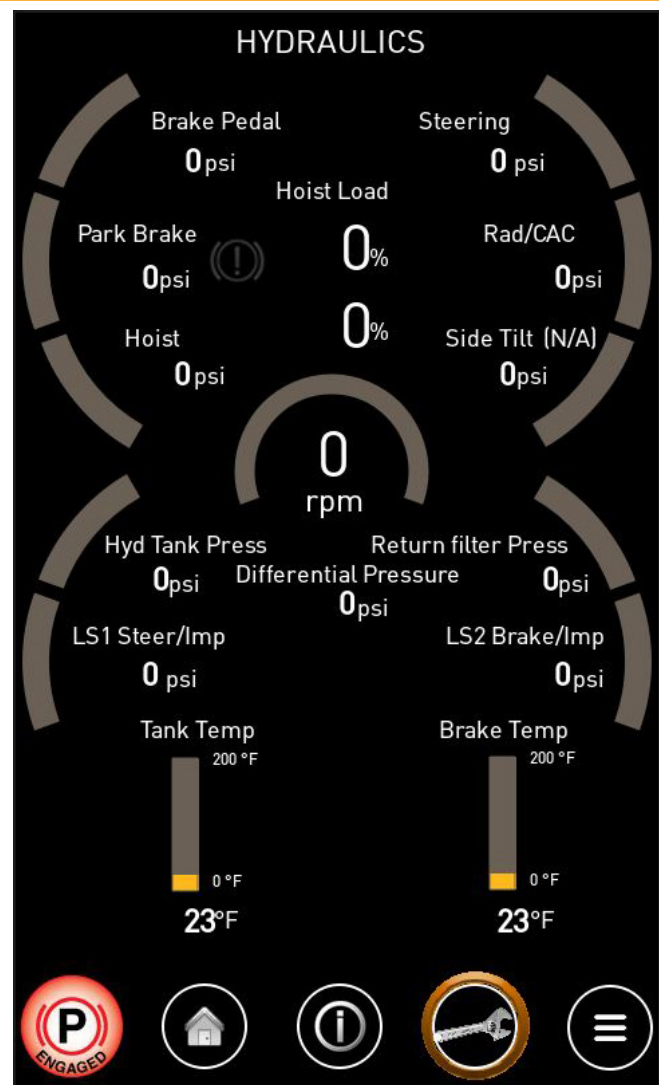 HYDRAULICS
Brake Pedal
0psi
Steering
0 psi
Hoist Load
0%
0%
Park Brake
0psi
Rad/CAC
0psi
Hoist
0psi
Side Tilt (N/A)
0psi
0
rpm
Hyd Tank Press
0psi
Return filter Press
0psi
Differential Pressure
0psi
LS1 Steer/Imp
0 psi
LS2 Brake/Imp
0psi
Tank Temp
200 °F
0 °F
23°F
Brake Temp
200 °F
0 °F
23°F
P
ENGAGED